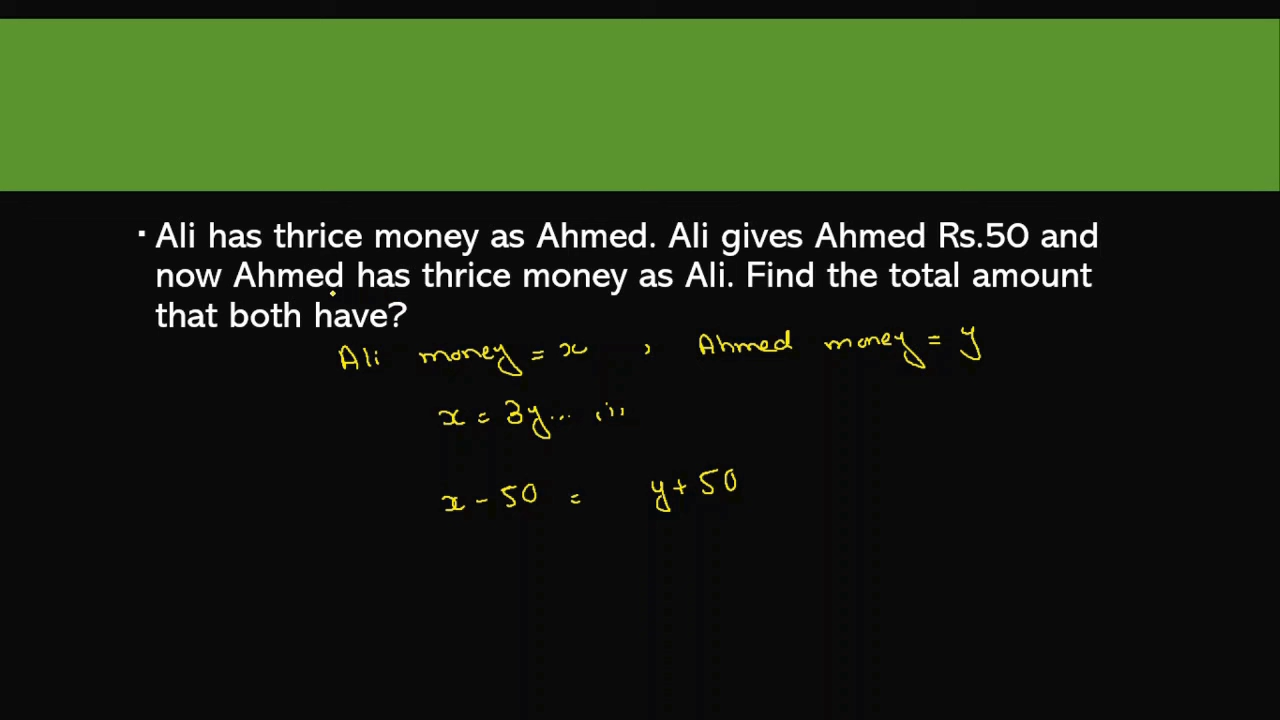 ▪ Ali has thrice money as Ahmed. Ali gives Ahmed Rs.50 and
now Ahmed has thrice money as Ali. Find the total amount
that both have?
Ali money = x , Ahmed money = y
x = 3y... (i)
x - 50 = y + 50